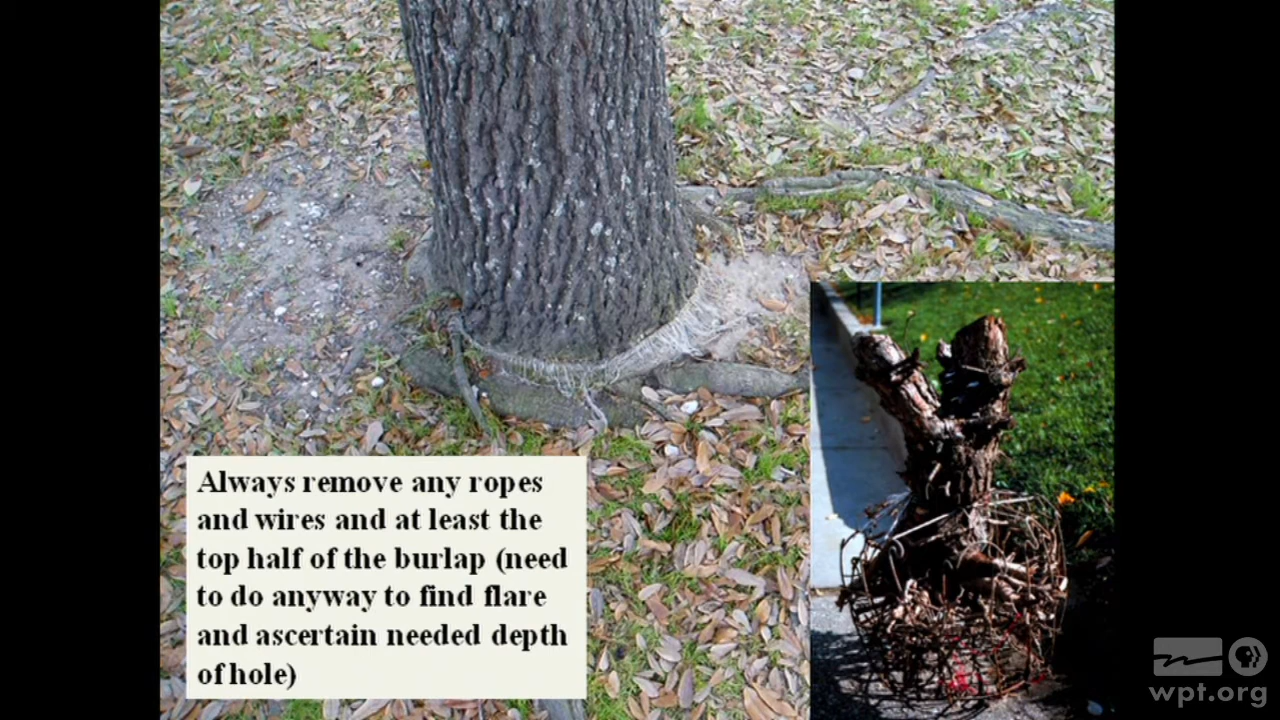 Always remove any ropes
and wires and at least the
top half of the burlap (need
to do anyway to find flare
and ascertain needed depth
of hole)
wpt.org